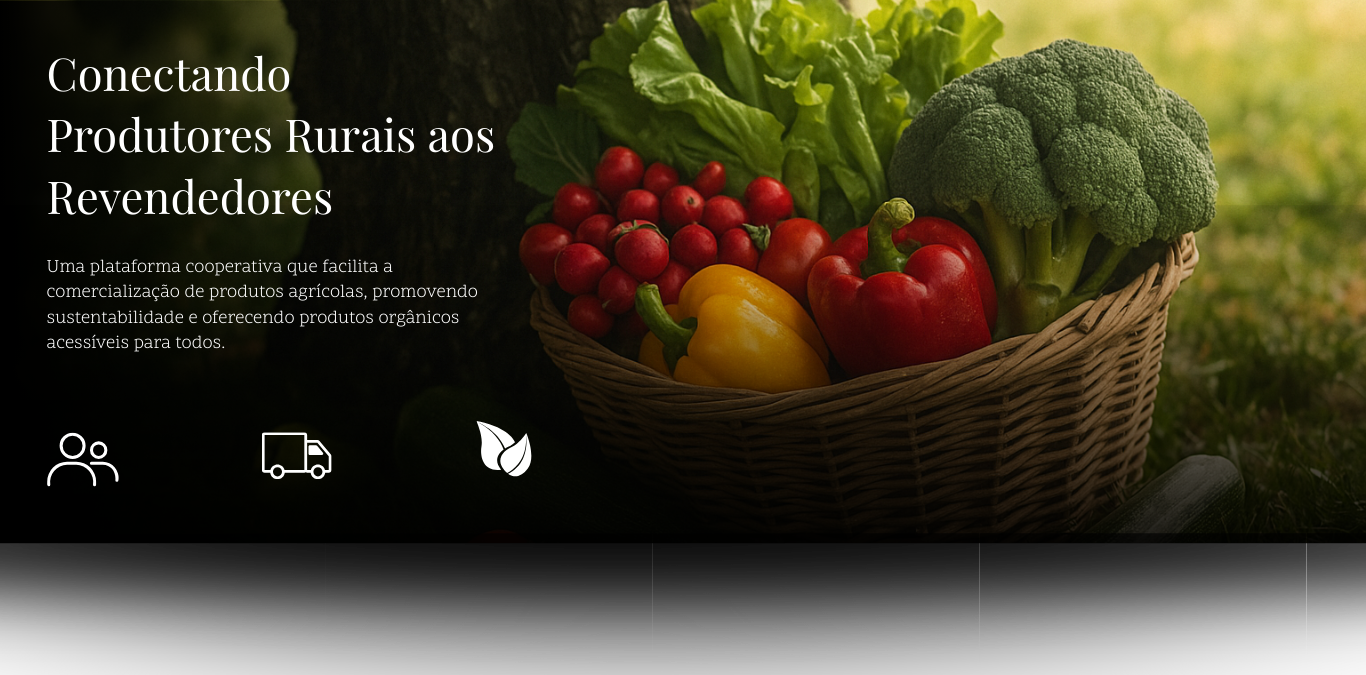 Conectando
Produtores Rurais aos
Revendedores
Uma plataforma cooperativa que facilita a
comercialização de produtos agrícolas, promovendo
sustentabilidade e oferecendo produtos orgânicos
acessíveis para todos.